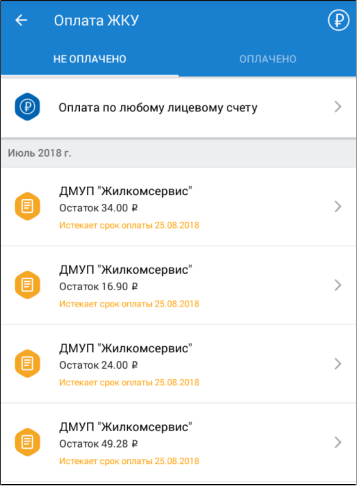 Оплата ЖКУ
НЕ ОПЛАЧЕНО
ОПЛАЧЕНО
Оплата по любому лицевому счету
Июль 2018 г.
ДМУП "Жилкомсервис"
Остаток 34.00 ₽
Истекает срок оплаты 25.08.2018
ДМУП "Жилкомсервис"
Остаток 16.90 ₽
Истекает срок оплаты 25.08.2018
ДМУП "Жилкомсервис"
Остаток 24.00 ₽
Истекает срок оплаты 25.08.2018
ДМУП "Жилкомсервис"
Остаток 49.28 ₽
Истекает срок оплаты 25.08.2018